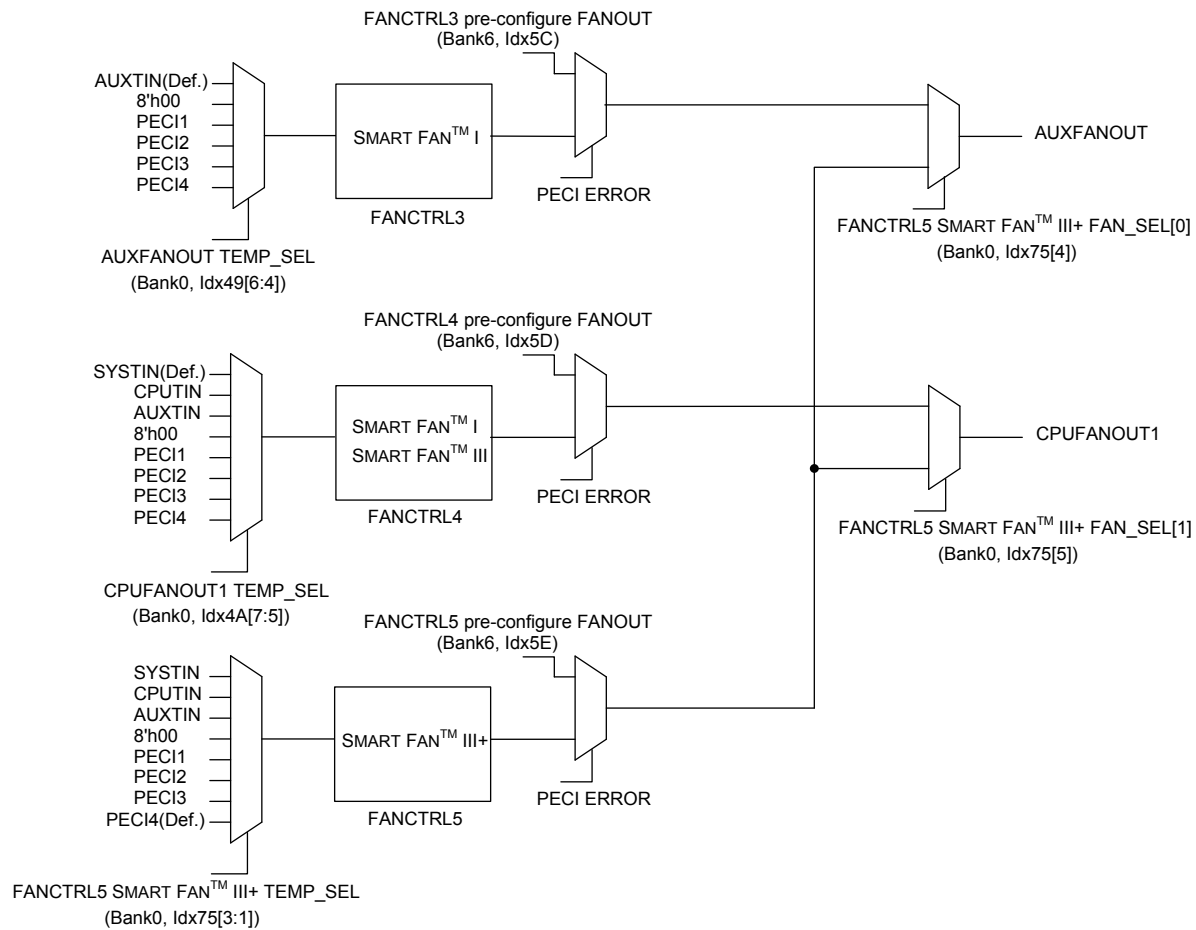 FANCTRL3 pre-configure FANOUT
(Bank6, Idx5C)
AUXTIN(Def.)
8'h00
PECI1
PECI2
PECI3
PECI4
SMART FAN™ I
FANCTRL3
PECI ERROR
AUXFANOUT
AUXFANOUT TEMP_SEL
(Bank0, Idx49[6:4])
FANCTRL5 SMART FAN™ III+ FAN_SEL[0]
(Bank0, Idx75[4])
FANCTRL4 pre-configure FANOUT
(Bank6, Idx5D)
SYSTIN(Def.)
CPUTIN
AUXTIN
8'h00
PECI1
PECI2
PECI3
PECI4
SMART FAN™ I
SMART FAN™ III
FANCTRL4
PECI ERROR
CPUFANOUT1
CPUFANOUT1 TEMP_SEL
(Bank0, Idx4A[7:5])
FANCTRL5 SMART FAN™ III+ FAN_SEL[1]
(Bank0, Idx75[5])
FANCTRL5 pre-configure FANOUT
(Bank6, Idx5E)
SYSTIN
CPUTIN
AUXTIN
8'h00
PECI1
PECI2
PECI3
PECI4(Def.)
SMART FAN™ III+
FANCTRL5
PECI ERROR
FANCTRL5 SMART FAN™ III+ TEMP_SEL
(Bank0, Idx75[3:1])